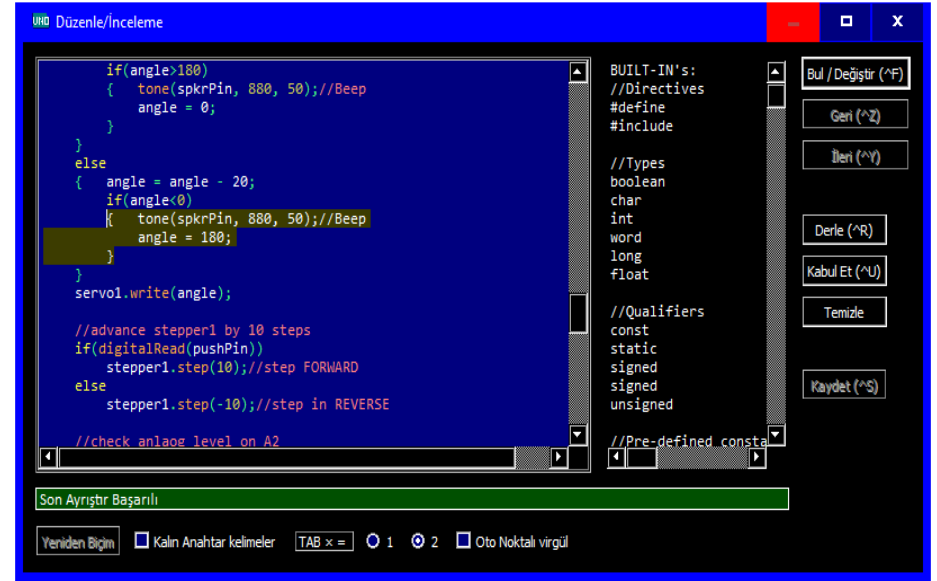 UNO Düzenle/İnceleme
if(angle>180)
{ tone(spkrPin, 880, 50);//Beep
angle = 0;
}
}
else
{ angle = angle - 20;
if(angle<0)
{ tone(spkrPin, 880, 50);//Beep
angle = 180;
}
}
servo1.write(angle);
//advance stepper1 by 10 steps
if(digitalRead(pushPin))
stepper1.step(10);//step FORWARD
else
stepper1.step(-10);//step in REVERSE
//check anlaog level on A2
BUILT-IN's:
//Directives
#define
#include
//Types
boolean
char
int
word
long
float
//Qualifiers
const
static
signed
signed
unsigned
//Pre-defined consta
Bul / Değiştir (^F)
Geri (^Z)
İleri (^Y)
Derle (^R)
Kabul Et (^U)
Temizle
Kaydet (^S)
Son Ayrıştır Başarılı
Yeniden Biçim Kalın Anahtar kelimeler TAB × = 1 2 Oto Noktalı virgül